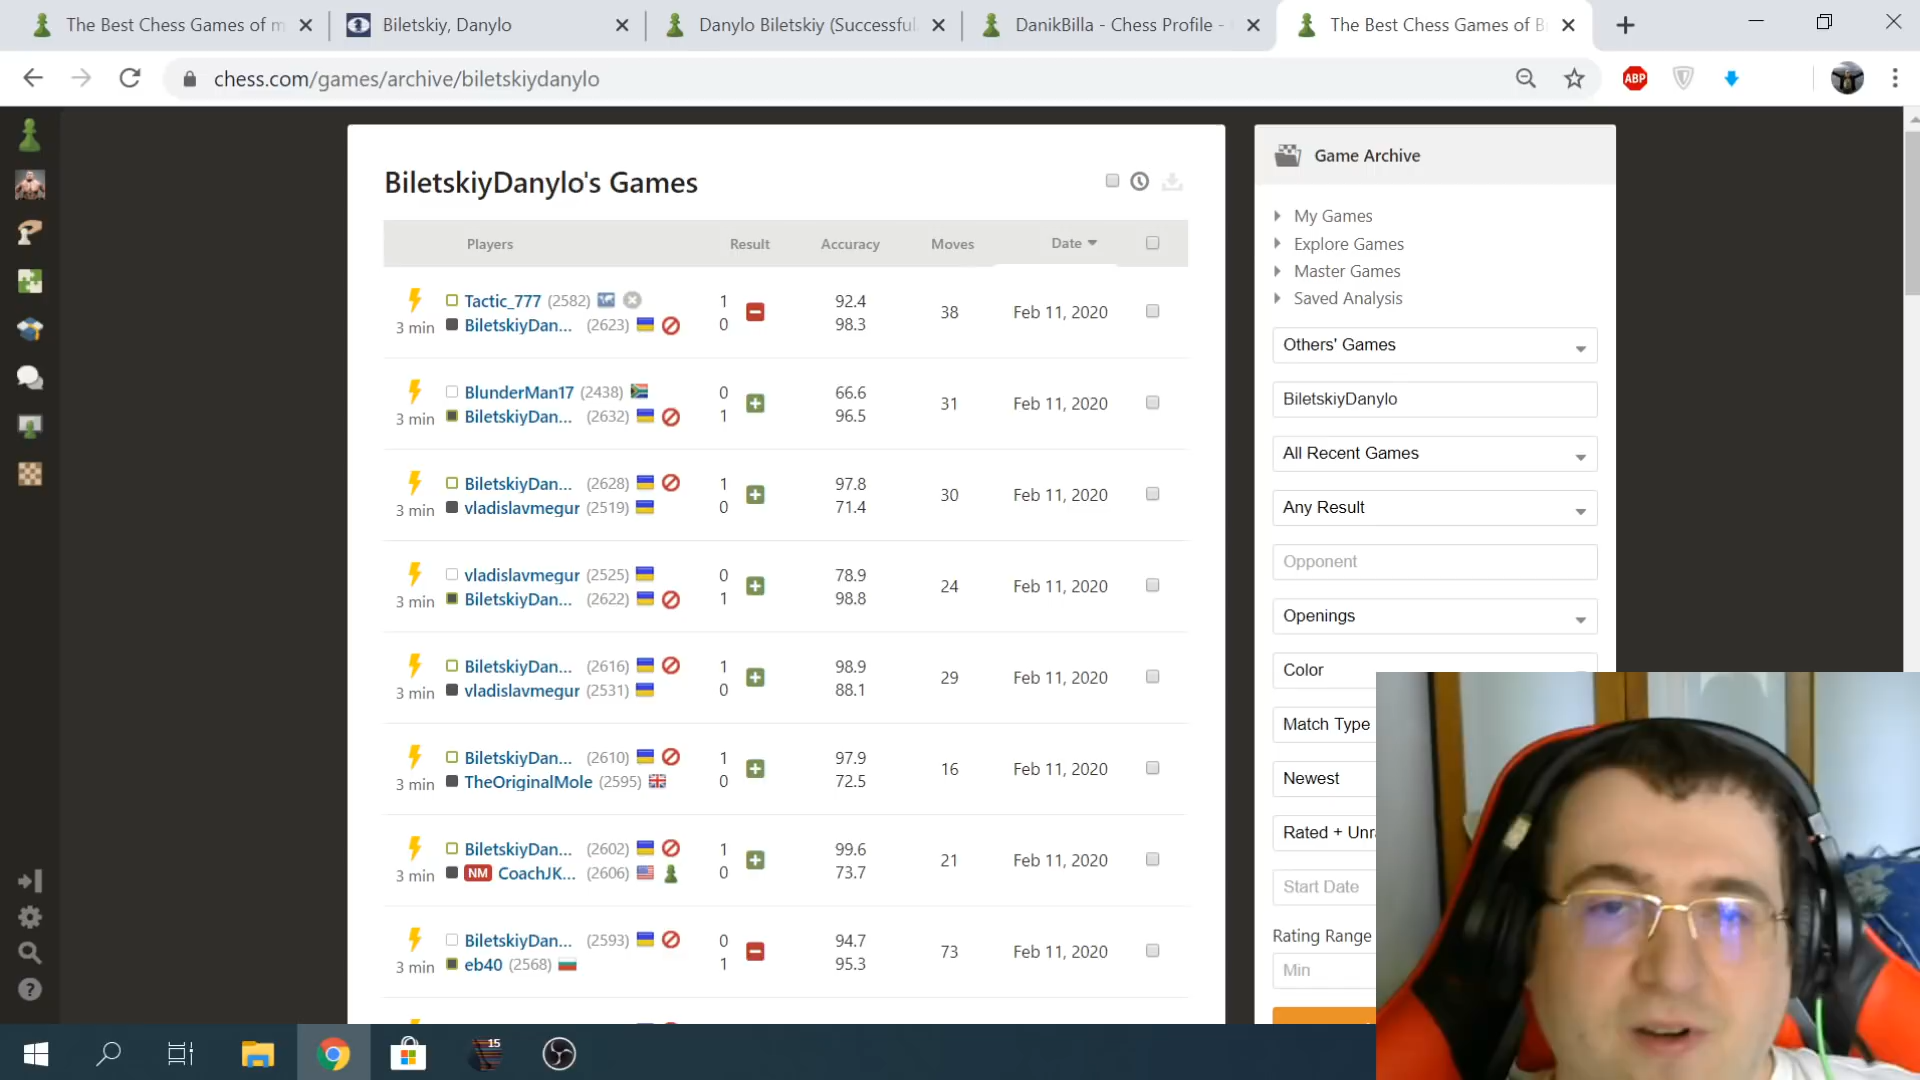 The Best Chess Games of m
Biletskiy, Danylo
Danylo Biletskiy (Successful
DanikBilla - Chess Profile -
The Best Chess Games of B
chess.com/games/archive/biletskiydanylo
ABP
BiletskiyDanylo's Games
Players Result Accuracy Moves Date
3 min
Tactic_777 (2582) 1 92.4
BiletskiyDan... (2623) 0 98.3
38 Feb 11, 2020
3 min
BlunderMan17 (2438) 0 66.6
BiletskiyDan... (2632) 1 96.5
31 Feb 11, 2020
3 min
BiletskiyDan... (2628) 1 97.8
vladislavmegur (2519) 0 71.4
30 Feb 11, 2020
3 min
vladislavmegur (2525) 0 78.9
BiletskiyDan... (2622) 1 98.8
24 Feb 11, 2020
3 min
BiletskiyDan... (2616) 1 98.9
vladislavmegur (2531) 0 88.1
29 Feb 11, 2020
3 min
BiletskiyDan... (2610) 1 97.9
TheOriginalMole (2595) 0 72.5
16 Feb 11, 2020
3 min
BiletskiyDan... (2602) 1 99.6
NM CoachJK... (2606) 0 73.7
21 Feb 11, 2020
3 min
BiletskiyDan... (2593) 0 94.7
eb40 (2568) 1 95.3
73 Feb 11, 2020
Game Archive
My Games
Explore Games
Master Games
Saved Analysis
Others' Games
BiletskiyDanylo
All Recent Games
Any Result
Opponent
Openings
Color
Match Type
Newest
Rated + Unr
Start Date
Rating Range
Min
15